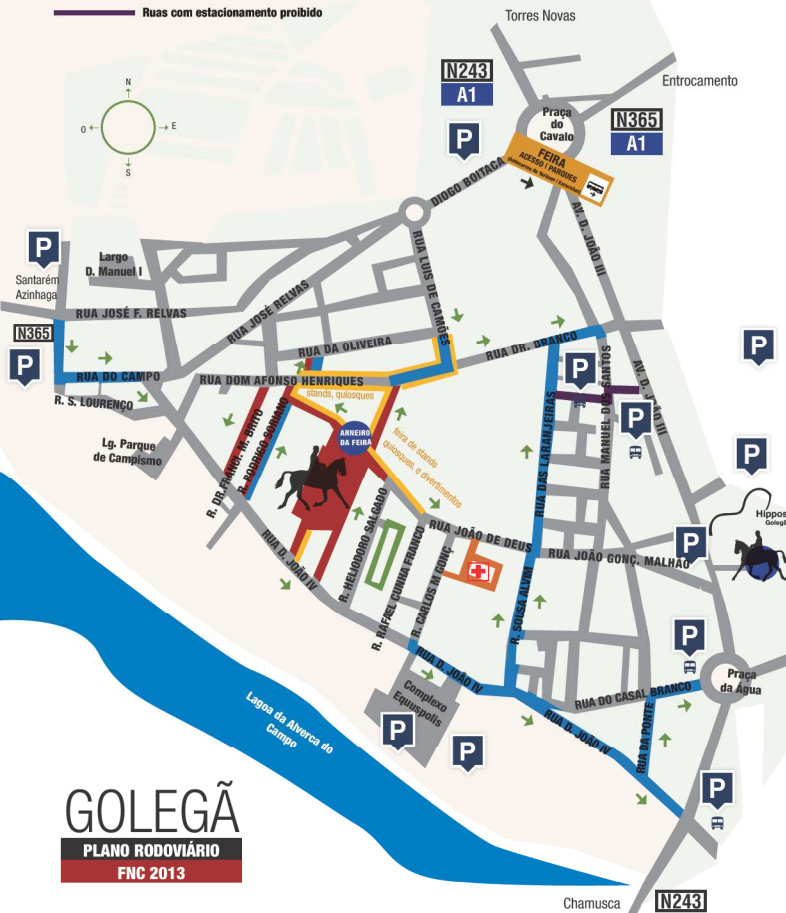 Ruas com estacionamento proibido
Torres Novas
N243
A1
Entrocamento
N365
A1
Praça
do
Cavalo
FEIRA
ACESSO | PARQUES
N
O
E
S
P
DIOGO BOITACA
AV. D. JOÃO III
P
Largo
D. Manuel I
Santarém
Azinhaga
RUA LUIS DE CAMÕES
RUA JOSÉ F. RELVAS
RUA JOSÉ RELVAS
N365
P
RUA DA OLIVEIRA
RUA DR. BRANCO
P
RUA DO CAMPO
RUA DOM AFONSO HENRIQUES
P
AV. D. JOÃO III
R. S. LOURENÇO
stands, quiosques
RUA MANUEL DOS SANTOS
P
RUA DAS LARANJEIRAS
R. DR.FRANCI. M. BRITO
R. RODRIGO SORIANO
ARNEIRO
DA FEIRA
feira de stands
quiosques, e divertimentos
Lg. Parque
de Campismo
P
Hippos
Golegã
RUA JOÃO DE DEUS
RUA JOÃO GONÇ. MALHÃO
P
RUA D. JOÃO IV
R. HELIODORO SALGADO
R. RAFAEL CUNHA FRANCO
R. CARLOS M GONÇ.
R. SOUSA ALVIM
P
RUA D. JOÃO IV
Praça
da Água
RUA DO CASAL BRANCO
Complexo
Equuspolis
RUA D. JOÃO IV
RUA DA PONTE
Lagoa da Alverca do
Campo
P
P
P
GOLEGÃ
PLANO RODOVIÁRIO
FNC 2013
Chamusca
N243